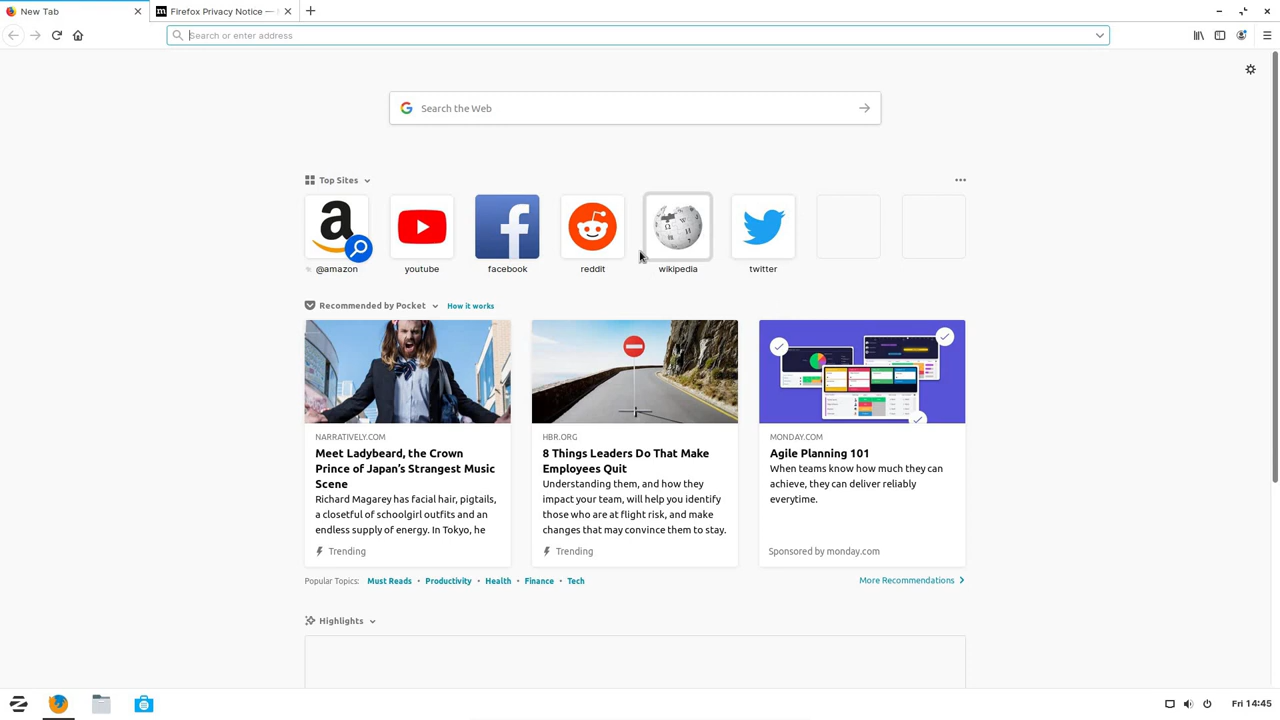 New Tab
Firefox Privacy Notice —
Search or enter address
Search the Web
Top Sites
@amazon
youtube
facebook
reddit
wikipedia
twitter
Recommended by Pocket
How it works
NARRATIVELY.COM
Meet Ladybeard, the Crown
Prince of Japan's Strangest Music
Scene
Richard Magarey has facial hair, pigtails,
a closetful of schoolgirl outfits and an
endless supply of energy. In Tokyo, he
Trending
HBR.ORG
8 Things Leaders Do That Make
Employees Quit
Understanding them, and how they
impact your team, will help you identify
those who are at flight risk, and make
changes that may convince them to stay.
Trending
MONDAY.COM
Agile Planning 101
When teams know how much they can
achieve, they can deliver reliably
everytime.
Sponsored by monday.com
Popular Topics: Must Reads • Productivity • Health • Finance • Tech
More Recommendations
Highlights
Fri 14:45